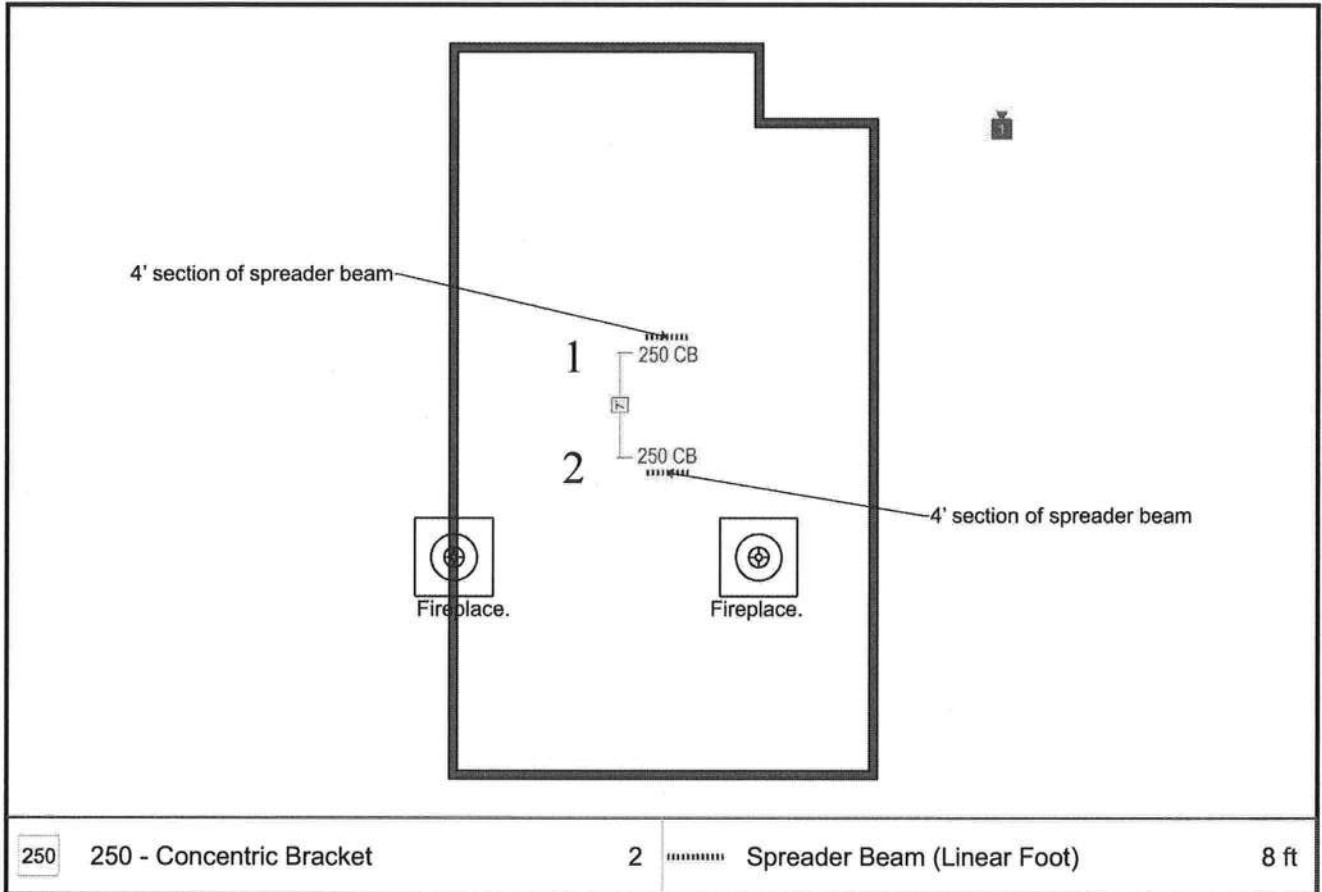 1
4' section of spreader beam
1
250 CB
7
250 CB
2
4' section of spreader beam
Fireplace.
Fireplace.
250 250 - Concentric Bracket 2 Spreader Beam (Linear Foot) 8 ft